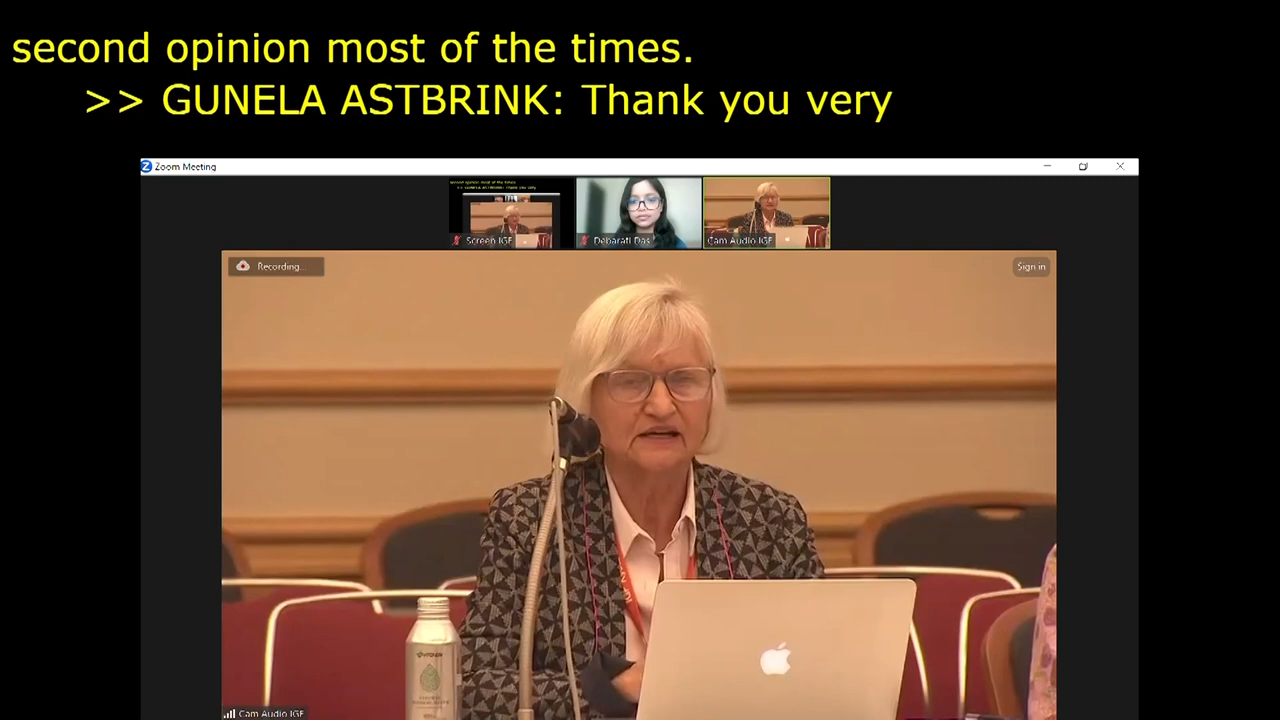 second opinion most of the times.
>> GUNELA ASTBRINK: Thank you very
Zoom Meeting
Screen IGF
Debarati Das
Cam Audio IGF
Recording...
Sign in
Cam Audio IGF